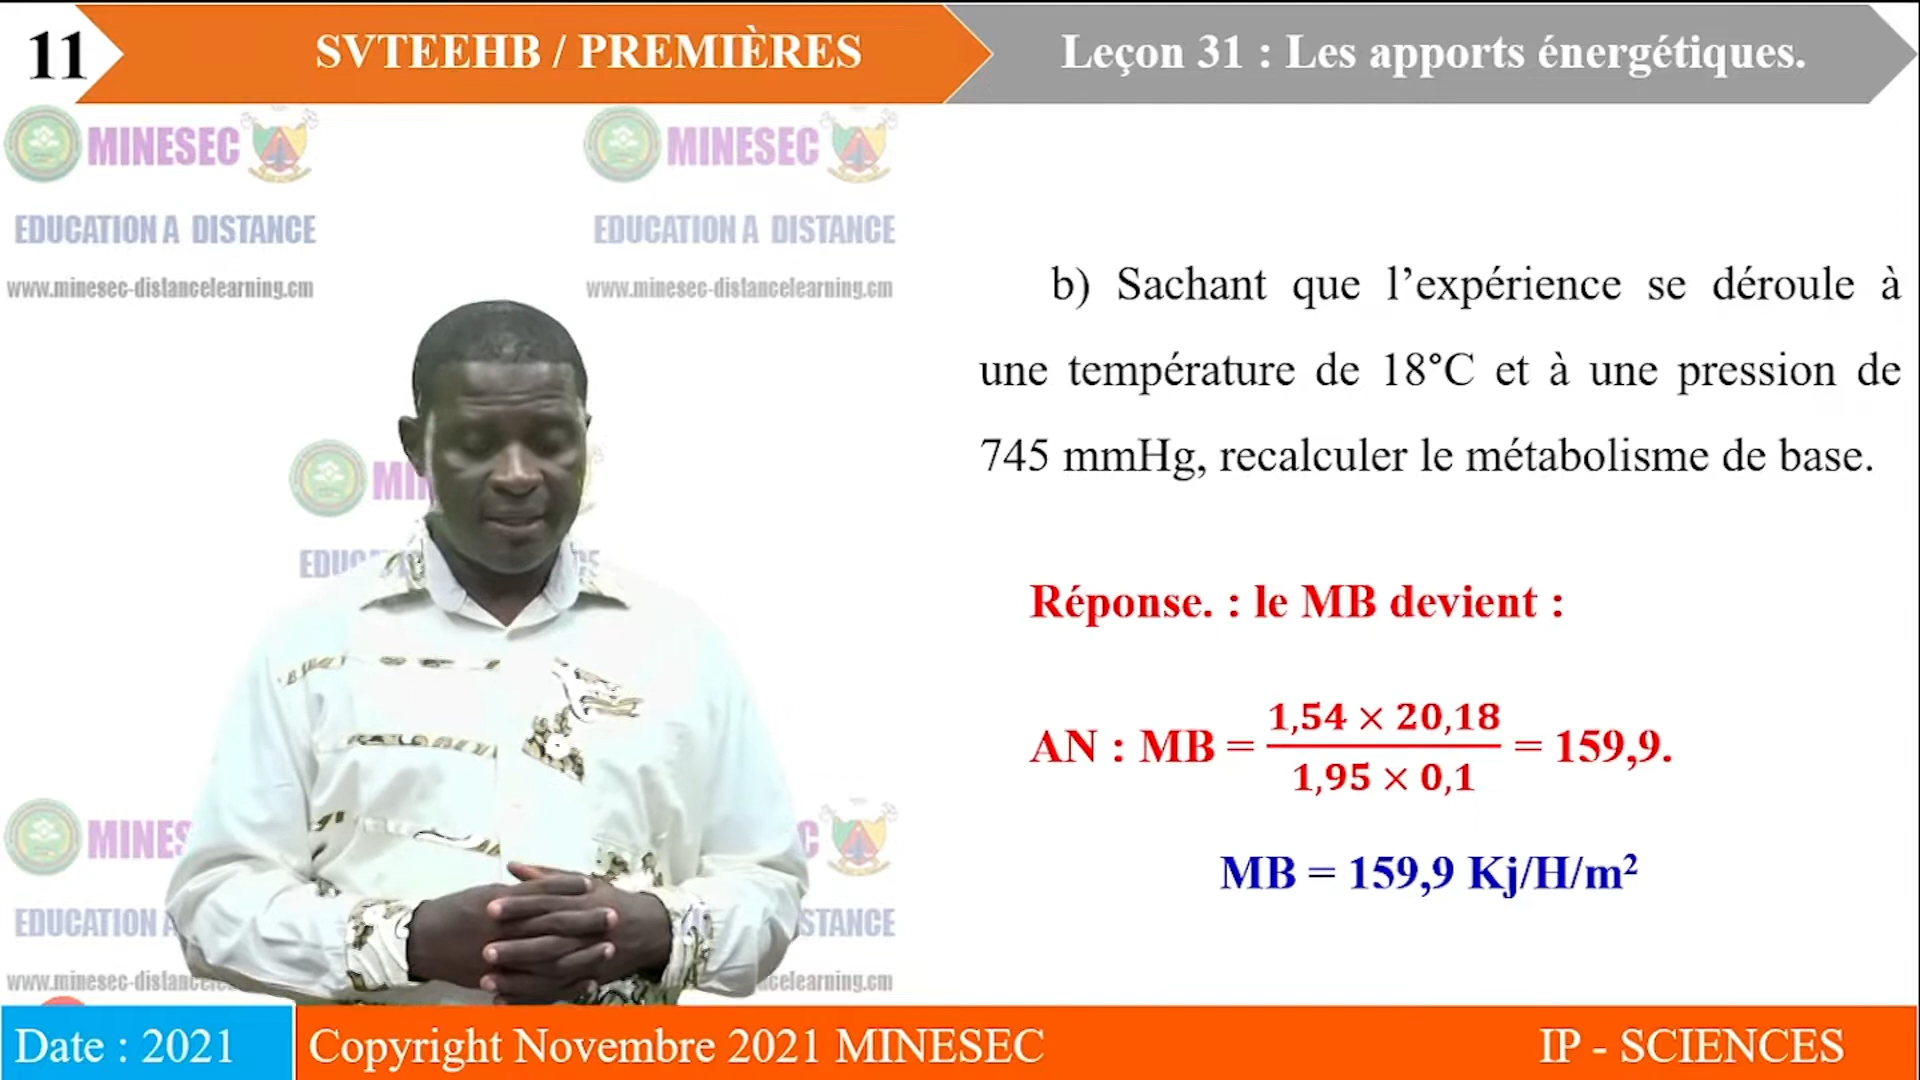 11
SVTEEHB / PREMIÈRES
Leçon 31 : Les apports énergétiques.
MINESEC
EDUCATION A DISTANCE
www.minesec-distancelearning.cm
MINESEC
EDUCATION A DISTANCE
www.minesec-distancelearning.cm
b) Sachant que l’expérience se déroule à
une température de 18°C et à une pression de
745 mmHg, recalculer le métabolisme de base.
Réponse. : le MB devient :
AN : MB = 1,54 × 20,18 / 1,95 × 0,1 = 159,9.
MB = 159,9 Kj/H/m²
Date : 2021
Copyright Novembre 2021 MINESEC
IP - SCIENCES